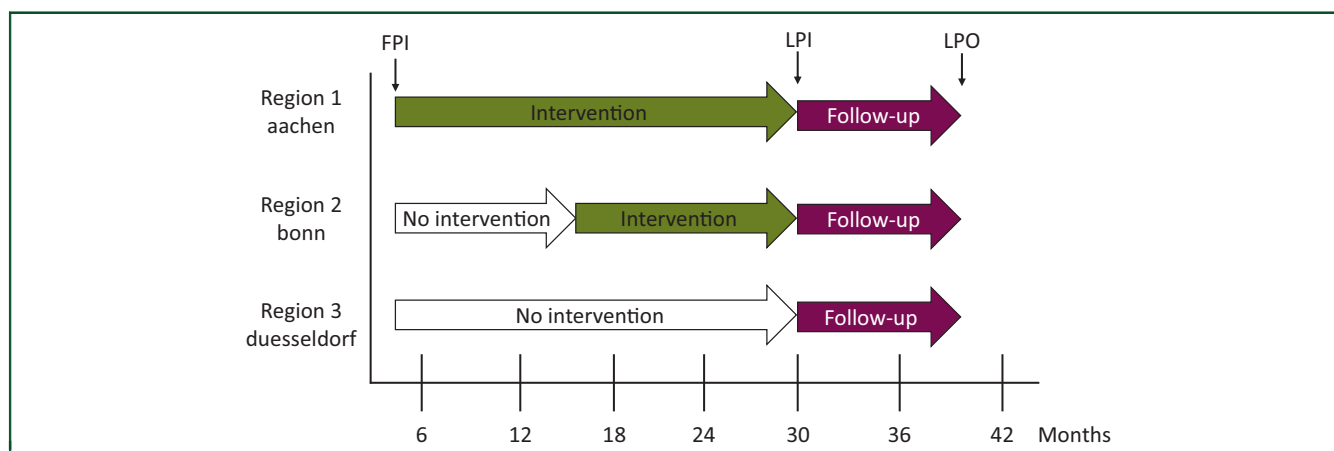 FPI
LPI
LPO
Region 1
aachen
Intervention
Follow-up
Region 2
bonn
No intervention
Intervention
Follow-up
Region 3
duesseldorf
No intervention
Follow-up
6 12 18 24 30 36 42 Months